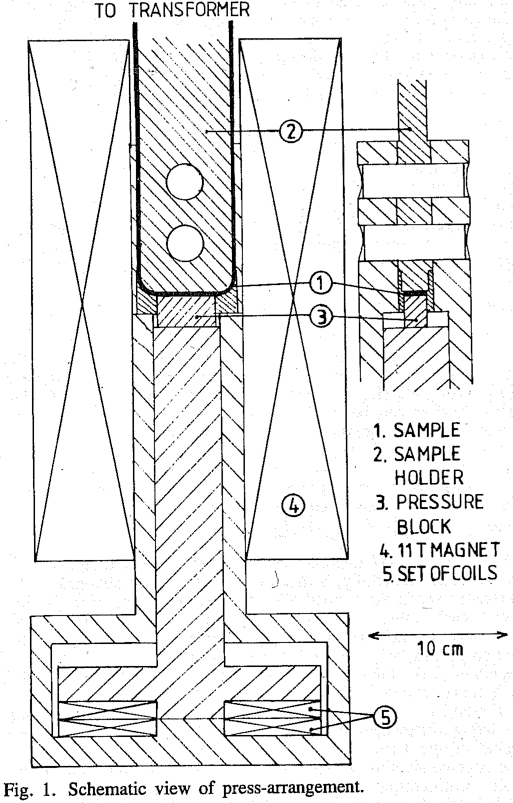 TO TRANSFORMER
2
1
3
4
1. SAMPLE
2. SAMPLE
HOLDER
3. PRESSURE
BLOCK
4. 11T MAGNET
5. SET OF COILS
10 cm
5
Fig. 1. Schematic view of press-arrangement.